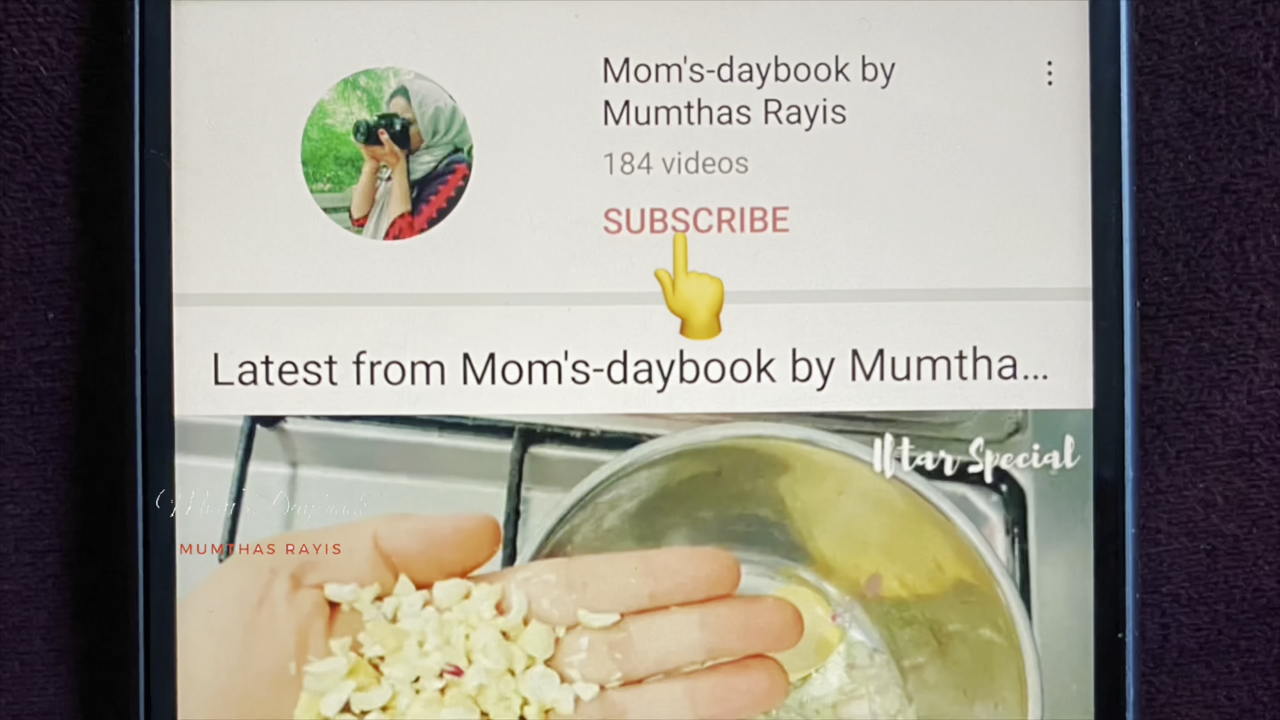 Mom's-daybook by
Mumthas Rayis
184 videos
SUBSCRIBE
Latest from Mom's-daybook by Mumtha...
Iftar Special
MUMTHAS RAYIS